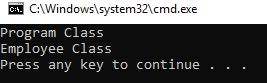 C:\Windows\system32\cmd.exe
Program Class
Employee Class
Press any key to continue . . .